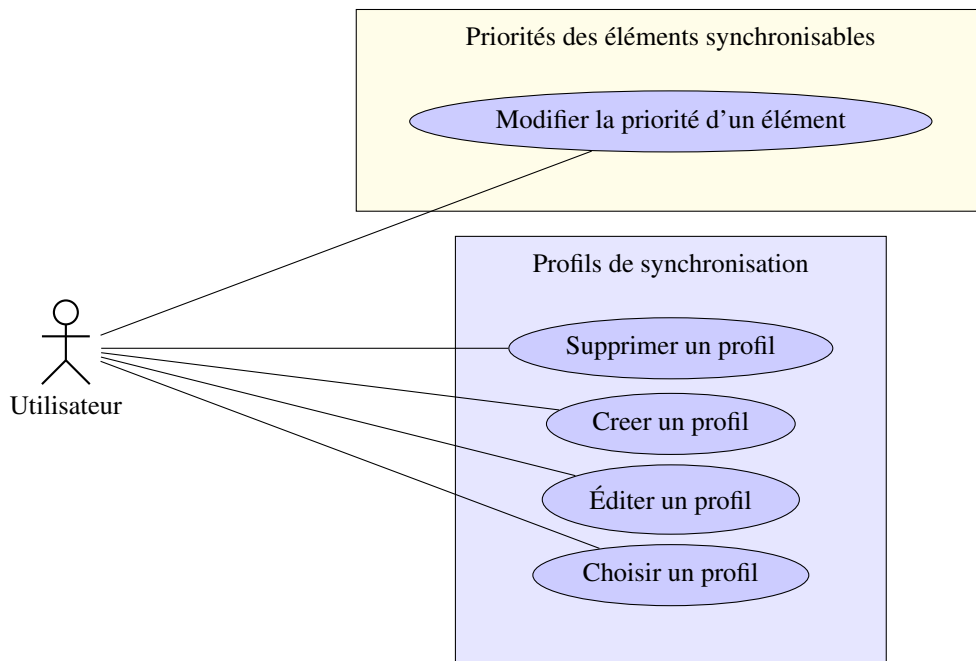 Priorités des éléments synchronisables
Modifier la priorité d’un élément
Profils de synchronisation
Supprimer un profil
Utilisateur
Creer un profil
Éditer un profil
Choisir un profil